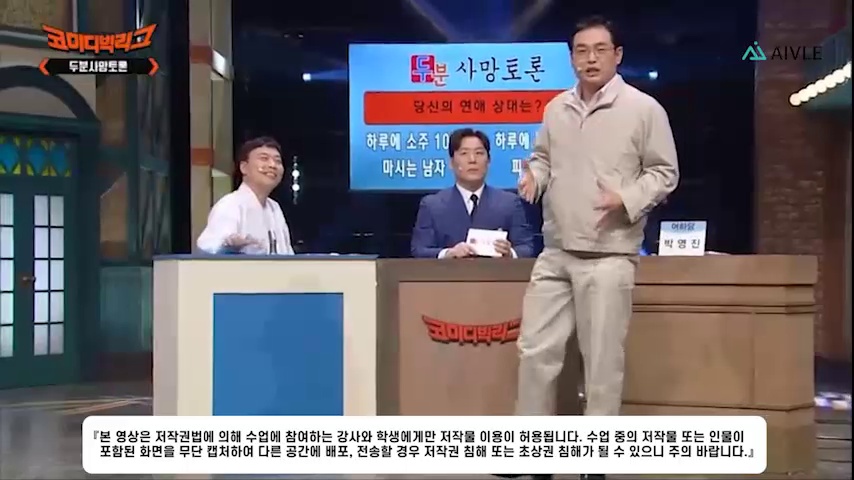 코미디빅리그
두분사망토론
AIVLE
두분 사망토론
당신의 연애 상대는?
하루에 소주 10
하루에
마시는 남자
피
여하당
박영진
코미디빅리그
『본 영상은 저작권법에 의해 수업에 참여하는 강사와 학생에게만 저작물 이용이 허용됩니다. 수업 중의 저작물 또는 인물이
포함된 화면을 무단 캡처하여 다른 공간에 배포, 전송할 경우 저작권 침해 또는 초상권 침해가 될 수 있으니 주의 바랍니다.』